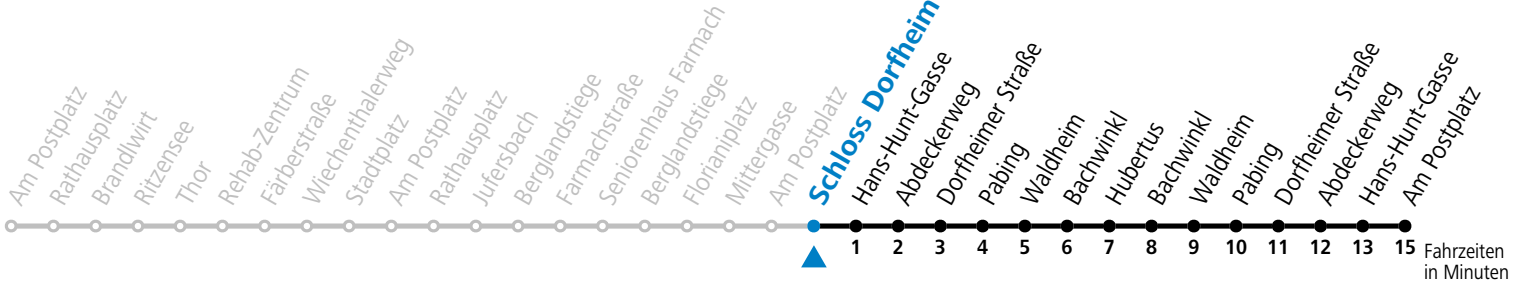 Am Postplatz
Rathausplatz
Brandlwirt
Ritzensee
Thor
Rehab-Zentrum
Färberstraße
Wiechenthalerweg
Stadtplatz
Am Postplatz
Rathausplatz
Jufersbach
Berglandstiege
Farmachstraße
Seniorenhaus Farmach
Berglandstiege
Florianiplatz
Mittergasse
Am Postplatz
Schloss Dorfheim
Hans-Hunt-Gasse
Abdeckerweg
Dorfheimer Straße
Pabing
Waldheim
Bachwinkl
Hubertus
Bachwinkl
Waldheim
Pabing
Dorfheimer Straße
Abdeckerweg
Hans-Hunt-Gasse
Am Postplatz
1 2 3 4 5 6 7 8 9 10 11 12 13 15
Fahrzeiten
in Minuten